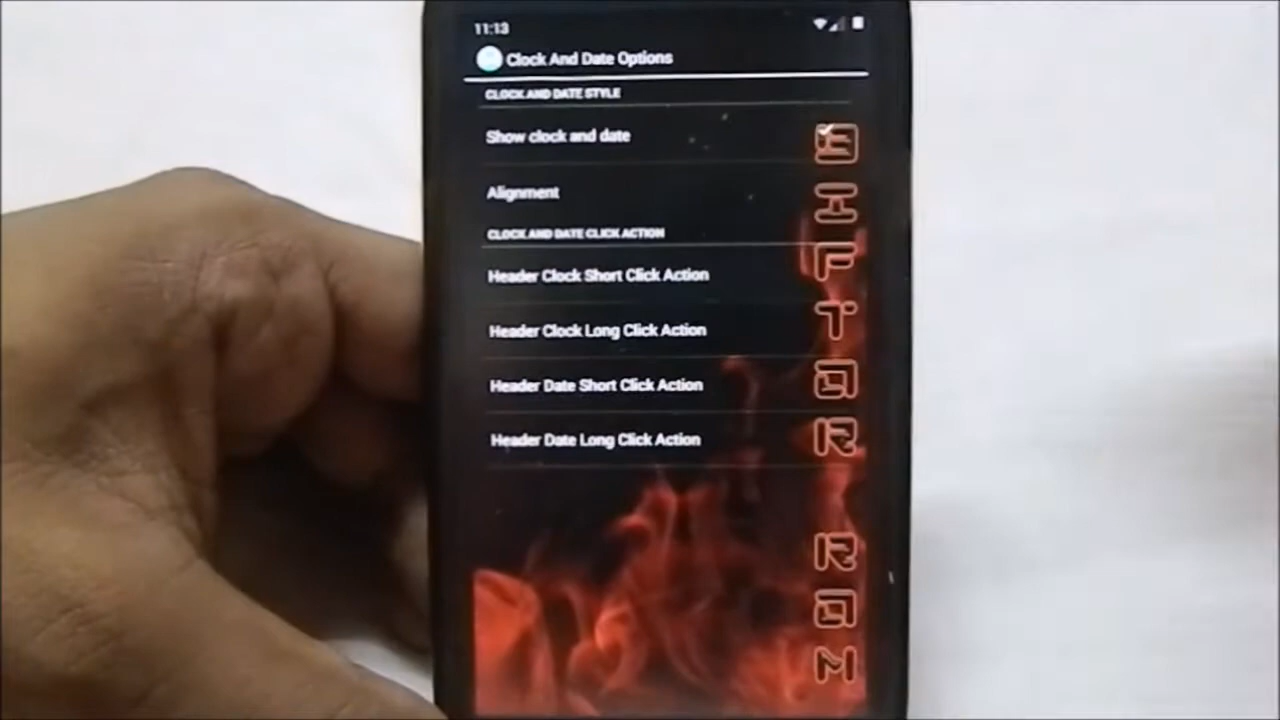 11:13
Clock And Date Options
CLOCK AND DATE STYLE
Show clock and date
Alignment
CLOCK AND DATE CLICK ACTION
Header Clock Short Click Action
Header Clock Long Click Action
Header Date Short Click Action
Header Date Long Click Action
SIFTAR RAM